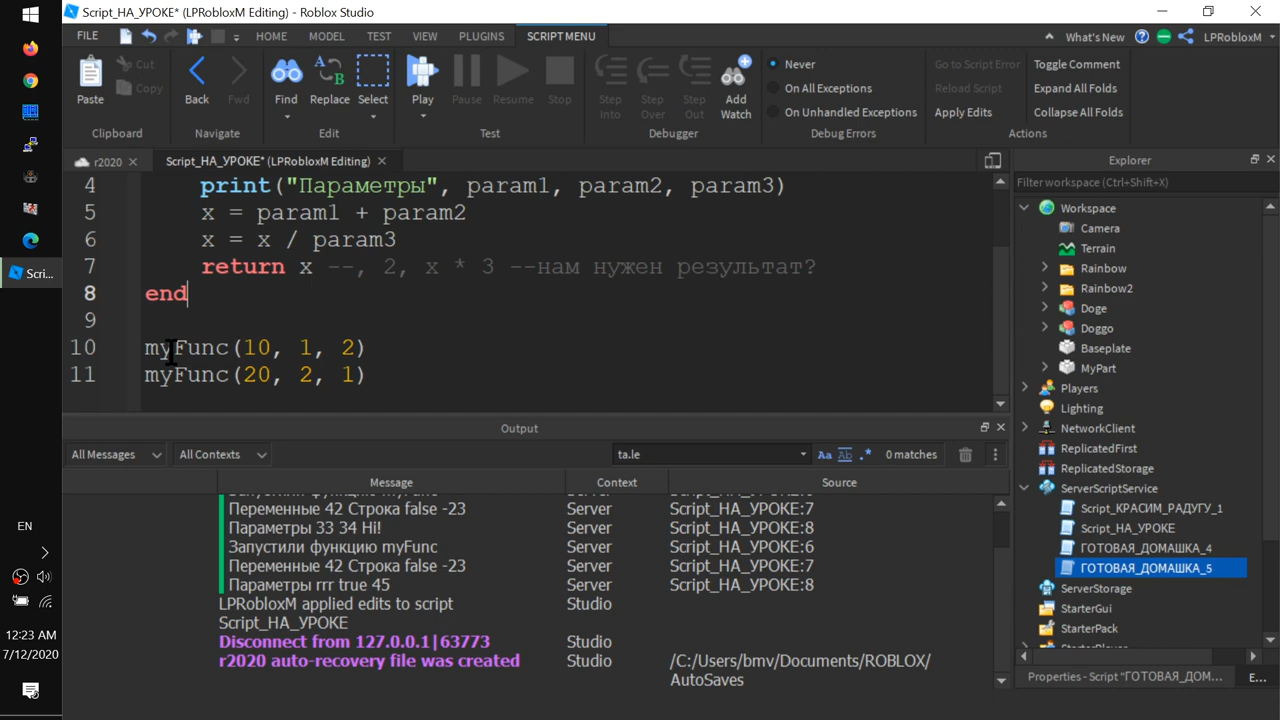 Script_НА_УРОКЕ* (LPRobloxM Editing) - Roblox Studio
FILE HOME MODEL TEST VIEW PLUGINS SCRIPT MENU What's New LPRobloxM
Paste Cut Copy Back Fwd Find Replace Select Play Pause Resume Stop Step Into Step Over Step Out Add Watch
Never
On All Exceptions
On Unhandled Exceptions
Go to Script Error
Reload Script
Apply Edits
Toggle Comment
Expand All Folds
Collapse All Folds
Clipboard Navigate Edit Test Debugger Debug Errors Actions
r2020 Script_НА_УРОКЕ* (LPRobloxM Editing)
4 print("Параметры", param1, param2, param3)
5 x = param1 + param2
6 x = x / param3
7 return x --, 2, x * 3 --нам нужен результат?
8 end
9
10 myFunc(10, 1, 2)
11 myFunc(20, 2, 1)
Output
All Messages All Contexts ta.le Aa Ab .* 0 matches
Message Context Source
Переменные 42 Строка false -23 Server Script_НА_УРОКЕ:7
Параметры 33 34 Hi! Server Script_НА_УРОКЕ:8
Запустили функцию myFunc Server Script_НА_УРОКЕ:6
Переменные 42 Строка false -23 Server Script_НА_УРОКЕ:7
Параметры rrr true 45 Server Script_НА_УРОКЕ:8
LPRobloxM applied edits to script Studio
Script_НА_УРОКЕ
Disconnect from 127.0.0.1|63773 Studio
r2020 auto-recovery file was created Studio /C:/Users/bmv/Documents/ROBLOX/
AutoSaves
Explorer
Filter workspace (Ctrl+Shift+X)
Workspace
Camera
Terrain
Rainbow
Rainbow2
Doge
Doggo
Baseplate
MyPart
Players
Lighting
NetworkClient
ReplicatedFirst
ReplicatedStorage
ServerScriptService
Script_КРАСИМ_РАДУГУ_1
Script_НА_УРОКЕ
ГОТОВАЯ_ДОМАШКА_4
ГОТОВАЯ_ДОМАШКА_5
ServerStorage
StarterGui
StarterPack
Properties - Script "ГОТОВАЯ_ДОМ... E...
Scri...
EN
12:23 AM
7/12/2020